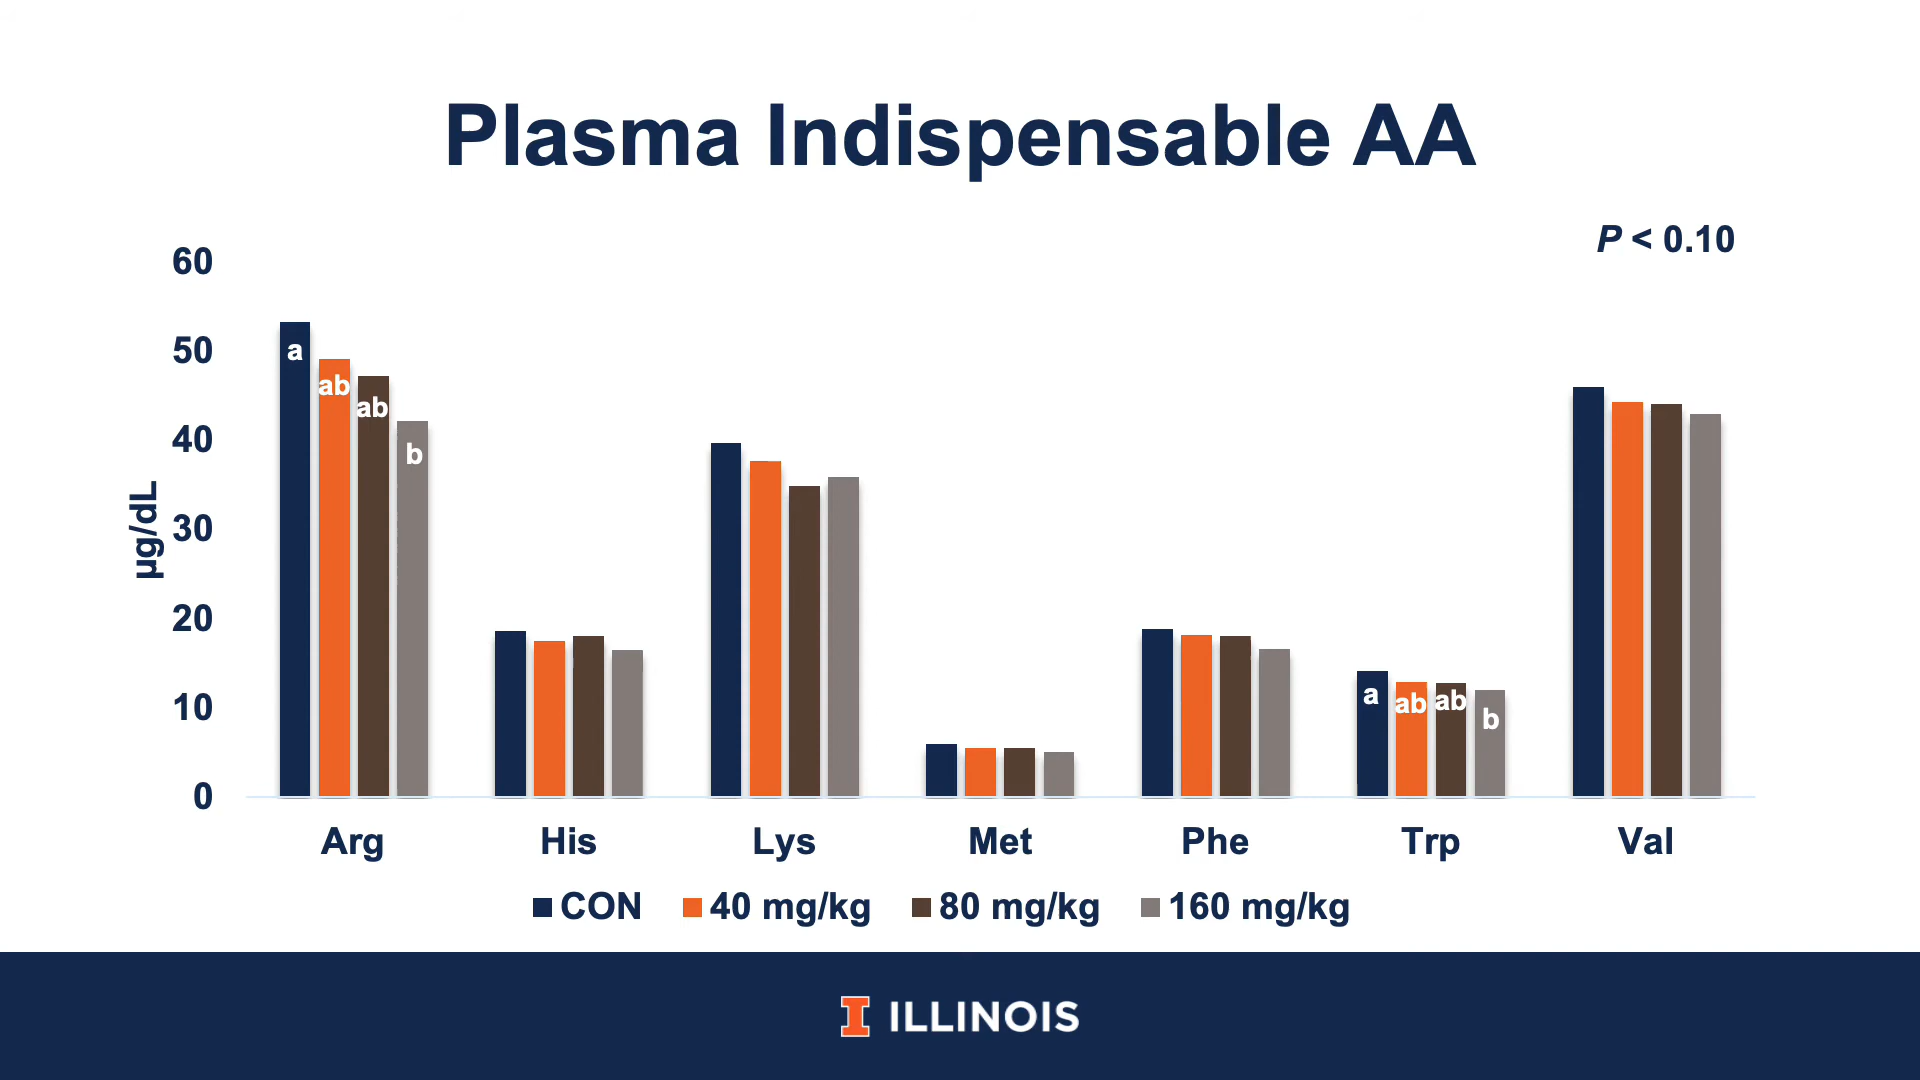 Plasma Indispensable AA
P < 0.10
60
50
40
30
20
10
0
µg/dL
a
ab
ab
b
a
ab
ab
b
Arg His Lys Met Phe Trp Val
CON 40 mg/kg 80 mg/kg 160 mg/kg
I ILLINOIS